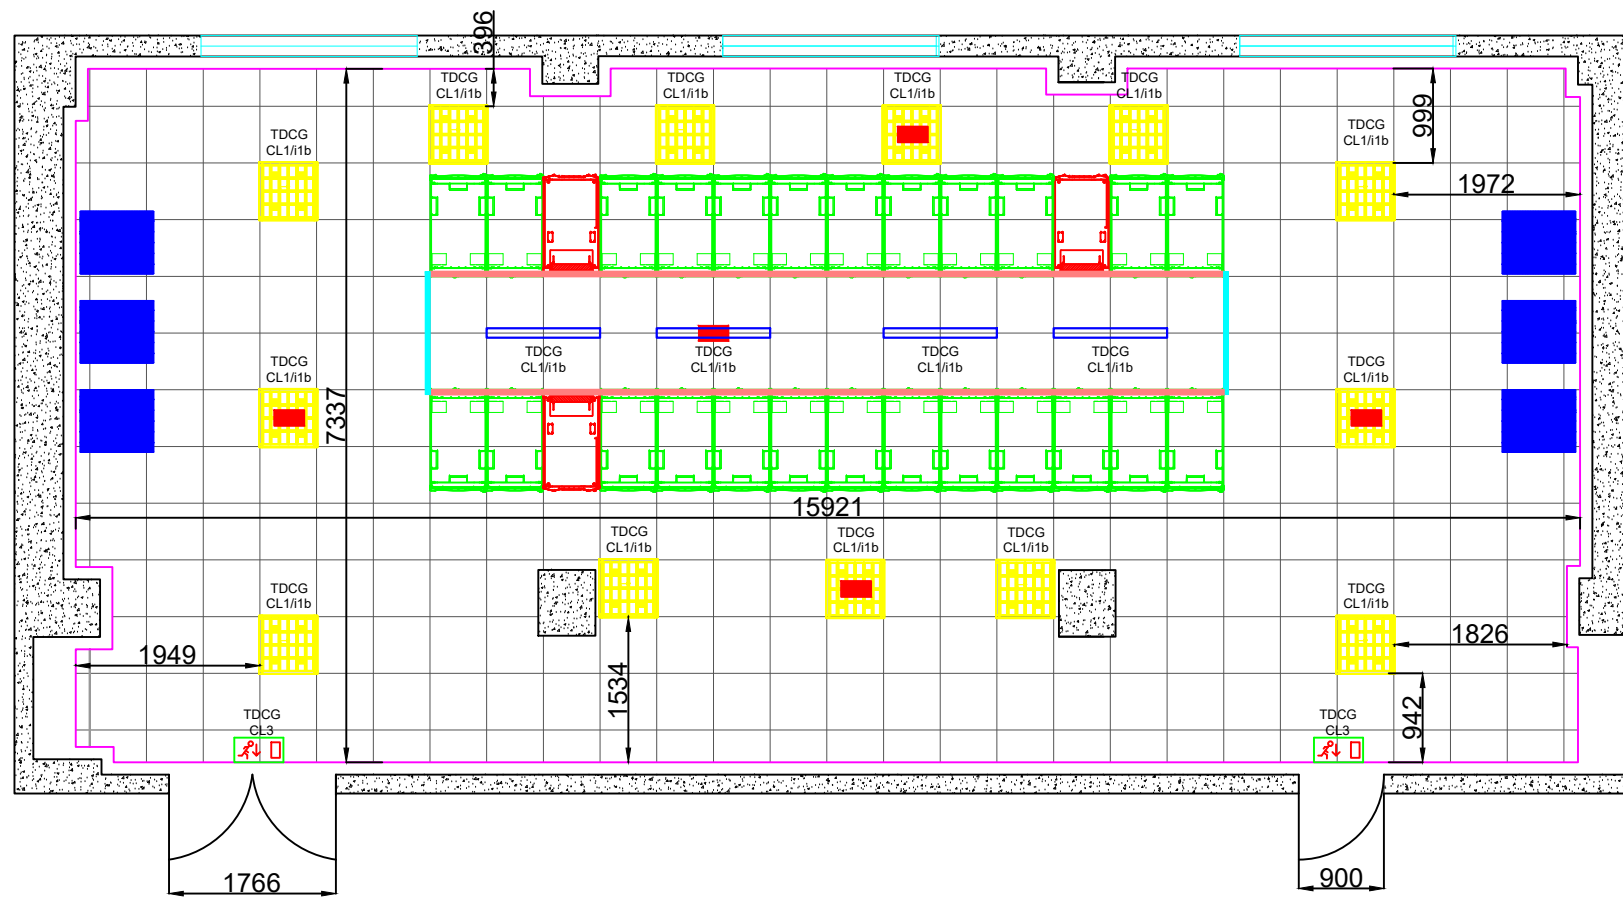 396
TDCG
CL1/i1b
TDCG
CL1/i1b
TDCG
CL1/i1b
TDCG
CL1/i1b
999
TDCG
CL1/i1b
TDCG
CL1/i1b
1972
TDCG
CL1/i1b
TDCG
CL1/i1b
TDCG
CL1/i1b
TDCG
CL1/i1b
TDCG
CL1/i1b
TDCG
CL1/i1b
7337
15921
TDCG
CL1/i1b
TDCG
CL1/i1b
TDCG
CL1/i1b
TDCG
CL1/i1b
TDCG
CL1/i1b
1949
1534
1826
942
TDCG
CL3
TDCG
CL3
1766
900